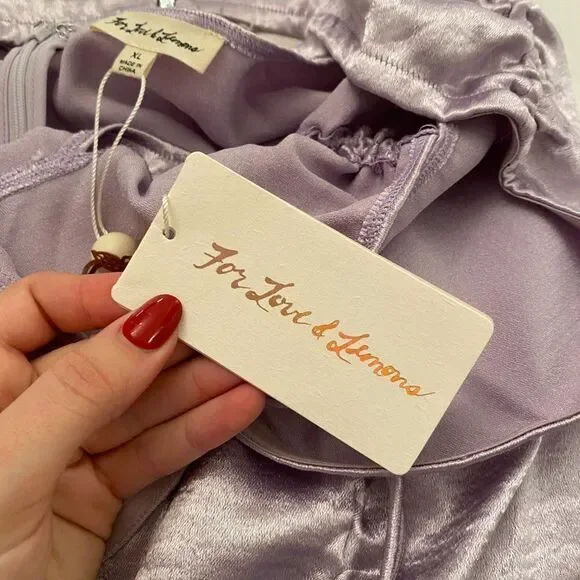 For Love & Lemons
XL
MADE IN
CHINA
For Love & Lemons